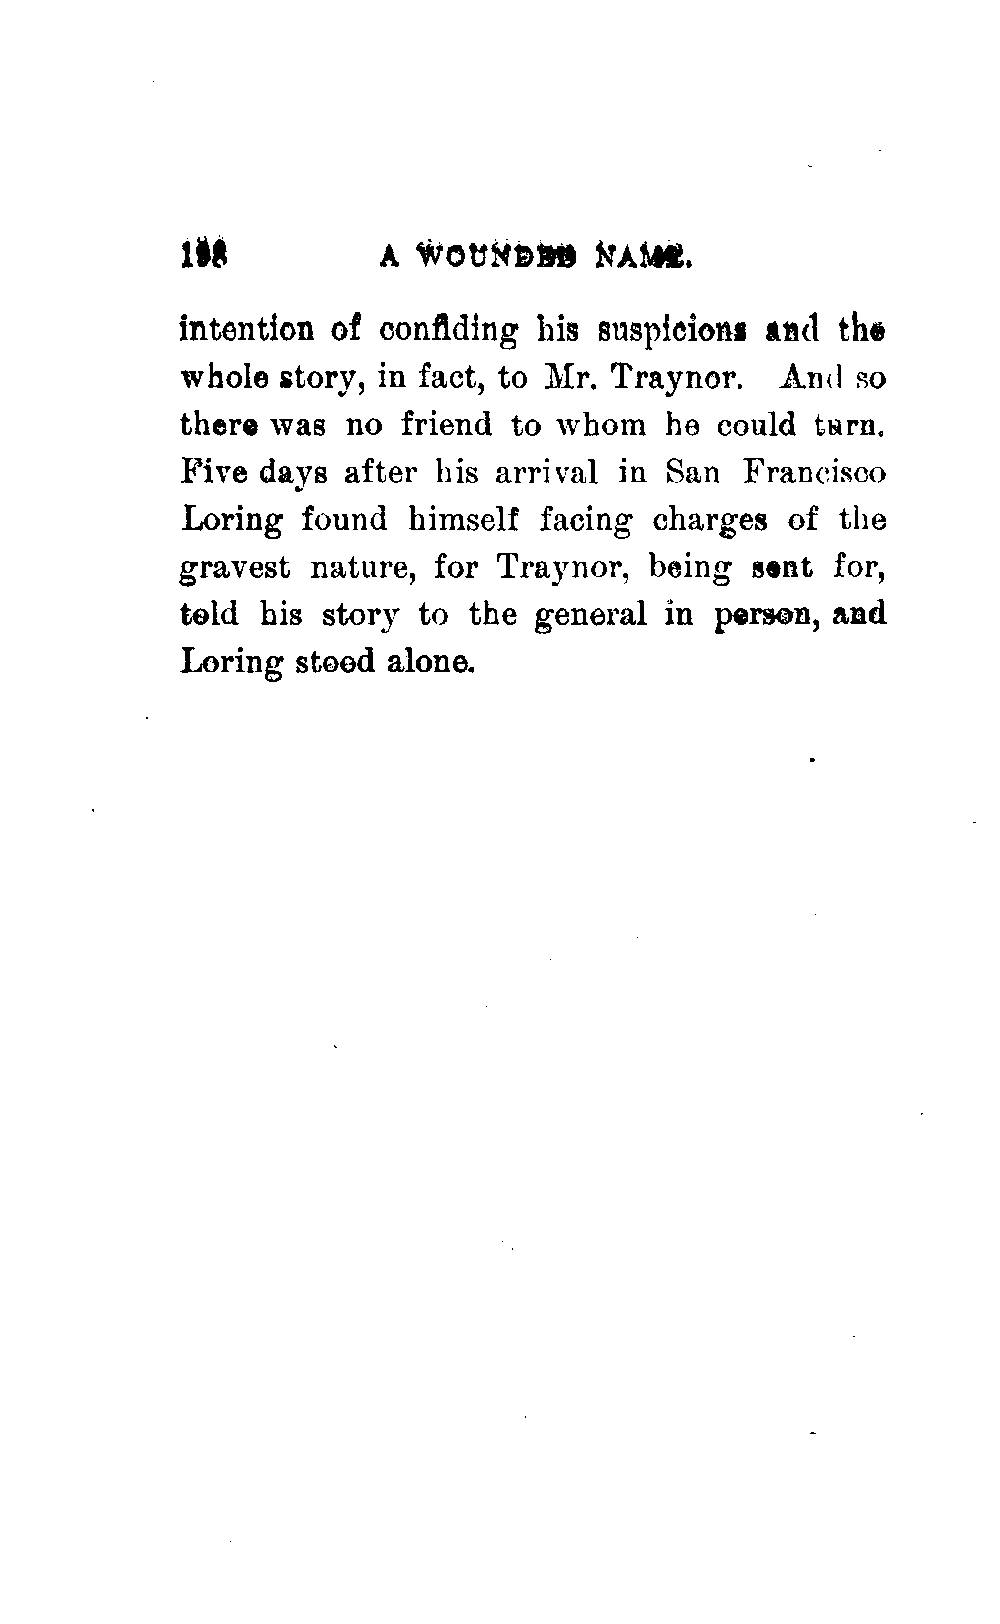 198 A WOUNDED NAME.
intention of confiding his suspicions and the
whole story, in fact, to Mr. Traynor. And so
there was no friend to whom he could turn.
Five days after his arrival in San Francisco
Loring found himself facing charges of the
gravest nature, for Traynor, being sent for,
told his story to the general in person, and
Loring stood alone.